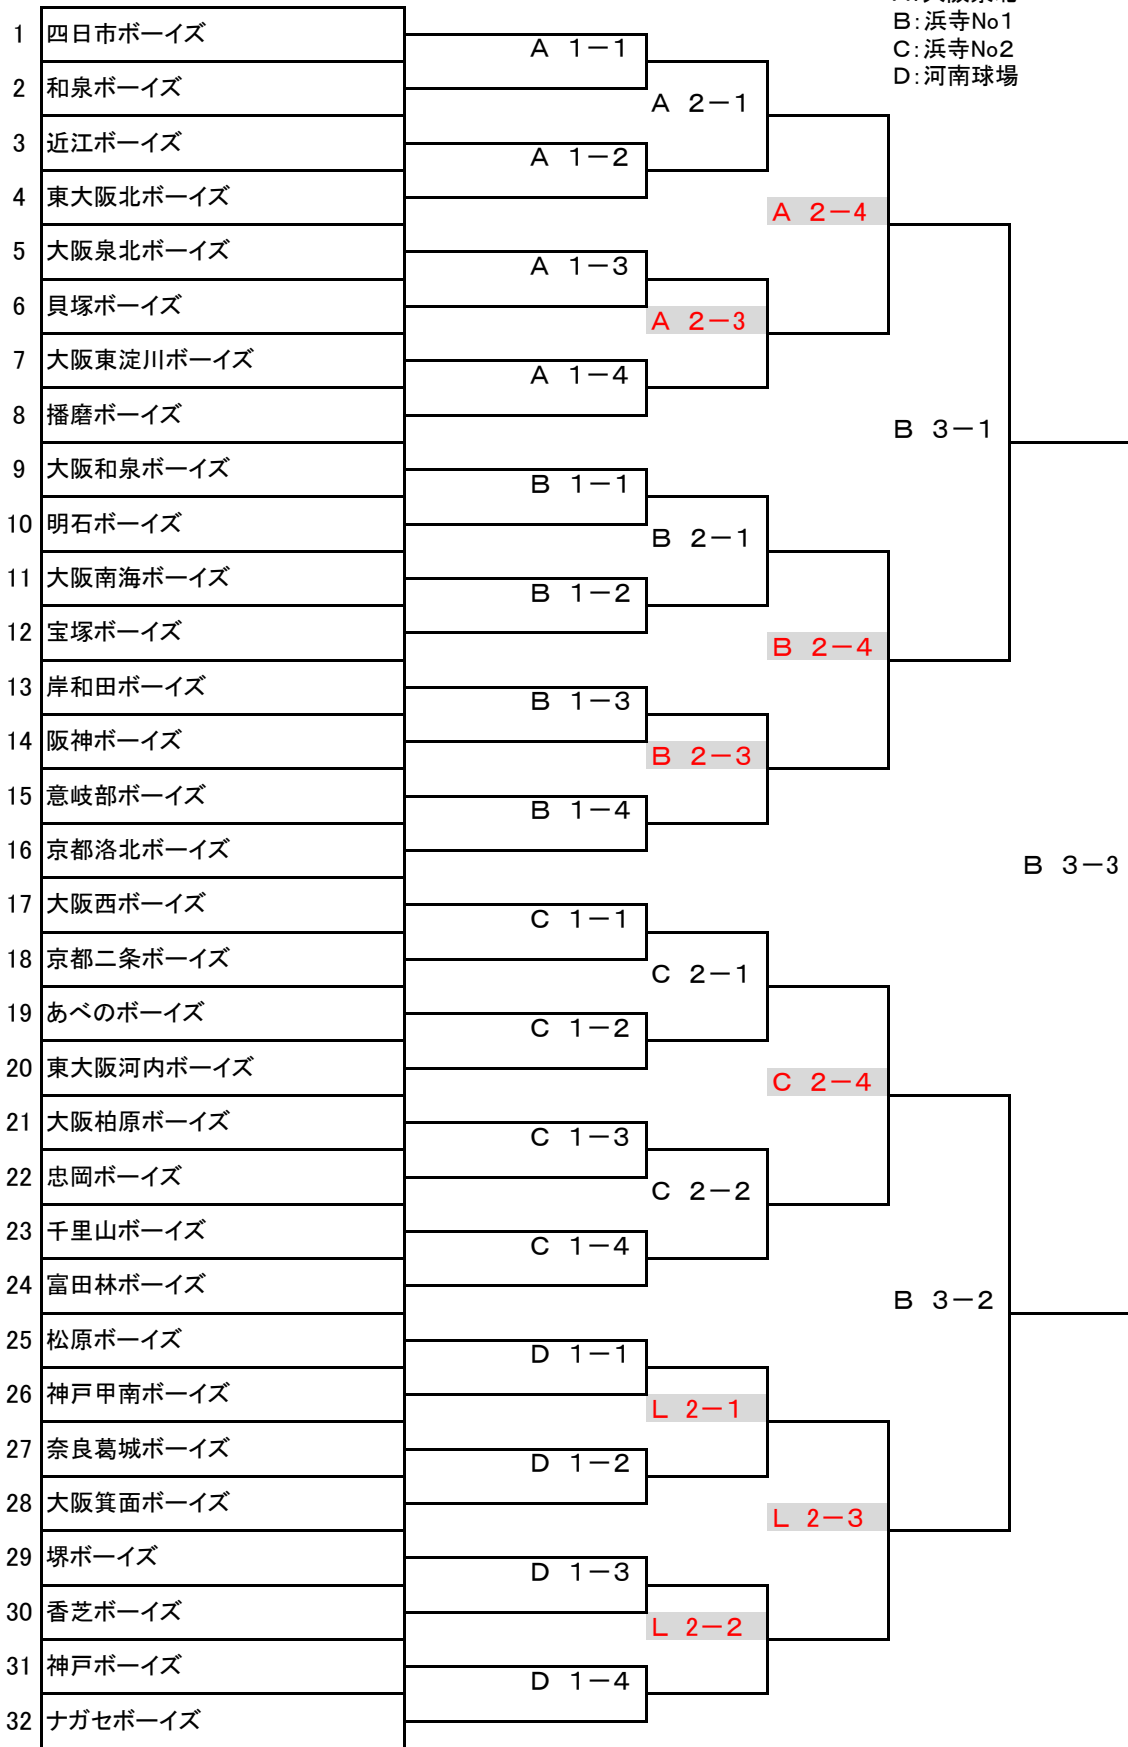 B:浜寺No1
C:浜寺No2
D:河南球場
1 四日市ボーイズ
A 1－1
2 和泉ボーイズ
A 2－1
3 近江ボーイズ
A 1－2
4 東大阪北ボーイズ
A 2－4
5 大阪泉北ボーイズ
A 1－3
6 貝塚ボーイズ
A 2－3
7 大阪東淀川ボーイズ
A 1－4
8 播磨ボーイズ
B 3－1
9 大阪和泉ボーイズ
B 1－1
10 明石ボーイズ
B 2－1
11 大阪南海ボーイズ
B 1－2
12 宝塚ボーイズ
B 2－4
13 岸和田ボーイズ
B 1－3
14 阪神ボーイズ
B 2－3
15 意岐部ボーイズ
B 1－4
16 京都洛北ボーイズ
B 3－3
17 大阪西ボーイズ
C 1－1
18 京都二条ボーイズ
C 2－1
19 あべのボーイズ
C 1－2
20 東大阪河内ボーイズ
C 2－4
21 大阪柏原ボーイズ
C 1－3
22 忠岡ボーイズ
C 2－2
23 千里山ボーイズ
C 1－4
24 富田林ボーイズ
B 3－2
25 松原ボーイズ
D 1－1
26 神戸甲南ボーイズ
L 2－1
27 奈良葛城ボーイズ
D 1－2
28 大阪箕面ボーイズ
L 2－3
29 堺ボーイズ
D 1－3
30 香芝ボーイズ
L 2－2
31 神戸ボーイズ
D 1－4
32 ナガセボーイズ